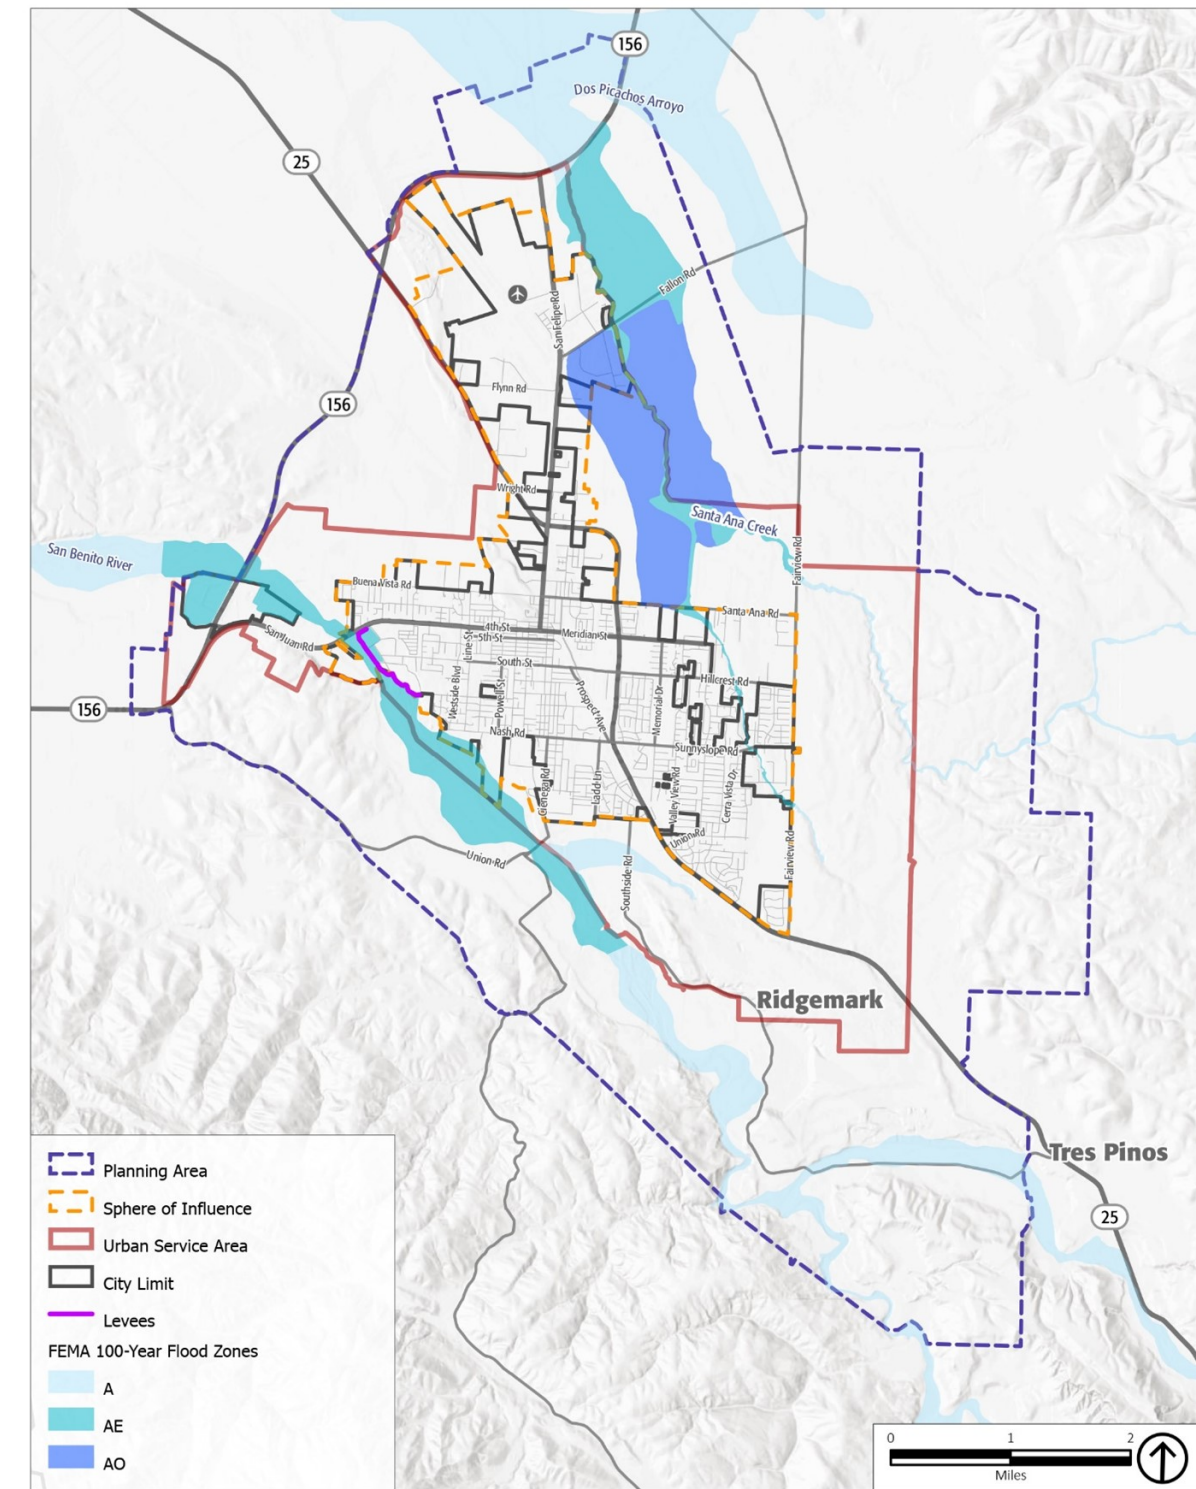 156
Dos Picachos Arroyo
25
Fallon Rd
San Felipe Rd
Flynn Rd
156
Wright Rd
Santa Ana Creek
San Benito River
Fairview Rd
Buena Vista Rd
Santa Ana Rd
4th St
5th St
Meridian St
San Juan Rd
Line St
South St
Westside Blvd
Powell St
Prospect Ave
Memorial Dr
Hillcrest Rd
156
Nash Rd
Sunnyslope Rd
Cienega Rd
Ladd Ln
Valley View Rd
Cerra Vista Dr
Union Rd
Union Rd
Fairview Rd
Southside Rd
Ridgemark
Tres Pinos
25
Planning Area
Sphere of Influence
Urban Service Area
City Limit
Levees
FEMA 100-Year Flood Zones
A
AE
AO
0 1 2
Miles